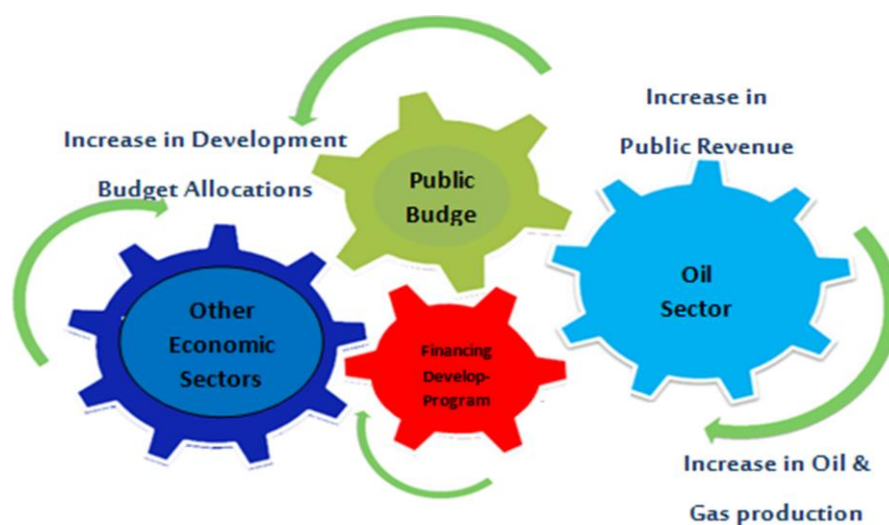 Increase in
Public Revenue
Increase in Development
Budget Allocations
Public
Budge
Oil
Sector
Other
Economic
Sectors
Financing
Develop-
Program
Increase in Oil &
Gas production